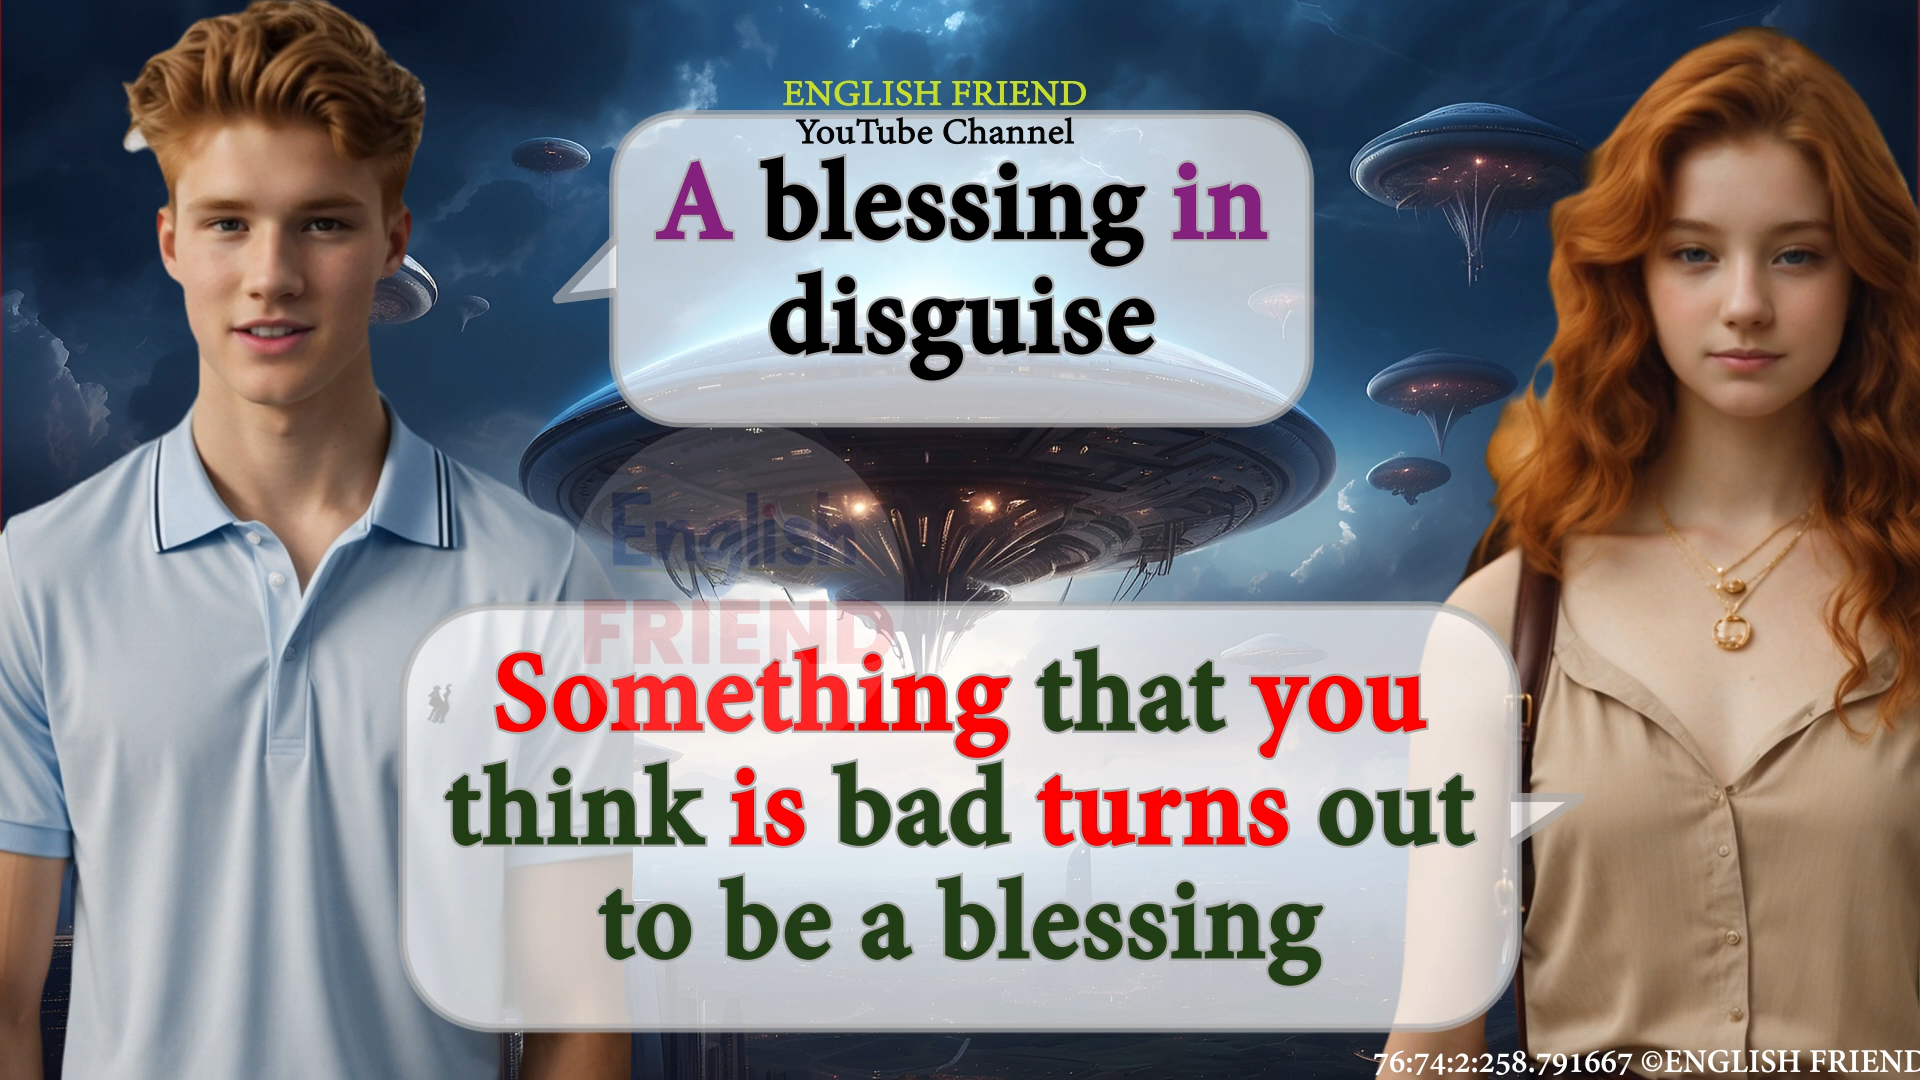 ENGLISH FRIEND
YouTube Channel
A blessing in
disguise
English
FRIEND
Something that you
think is bad turns out
to be a blessing
76:74:2:258.791667 ©ENGLISH FRIEND